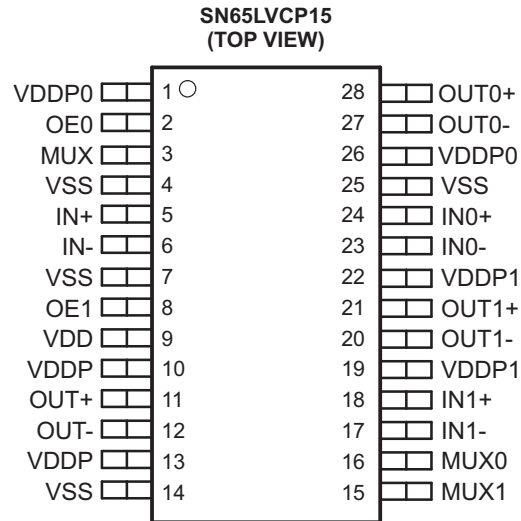 SN65LVCP15
(TOP VIEW)
VDDP0 1 28 OUT0+
OE0 2 27 OUT0-
MUX 3 26 VDDP0
VSS 4 25 VSS
IN+ 5 24 IN0+
IN- 6 23 IN0-
VSS 7 22 VDDP1
OE1 8 21 OUT1+
VDD 9 20 OUT1-
VDDP 10 19 VDDP1
OUT+ 11 18 IN1+
OUT- 12 17 IN1-
VDDP 13 16 MUX0
VSS 14 15 MUX1